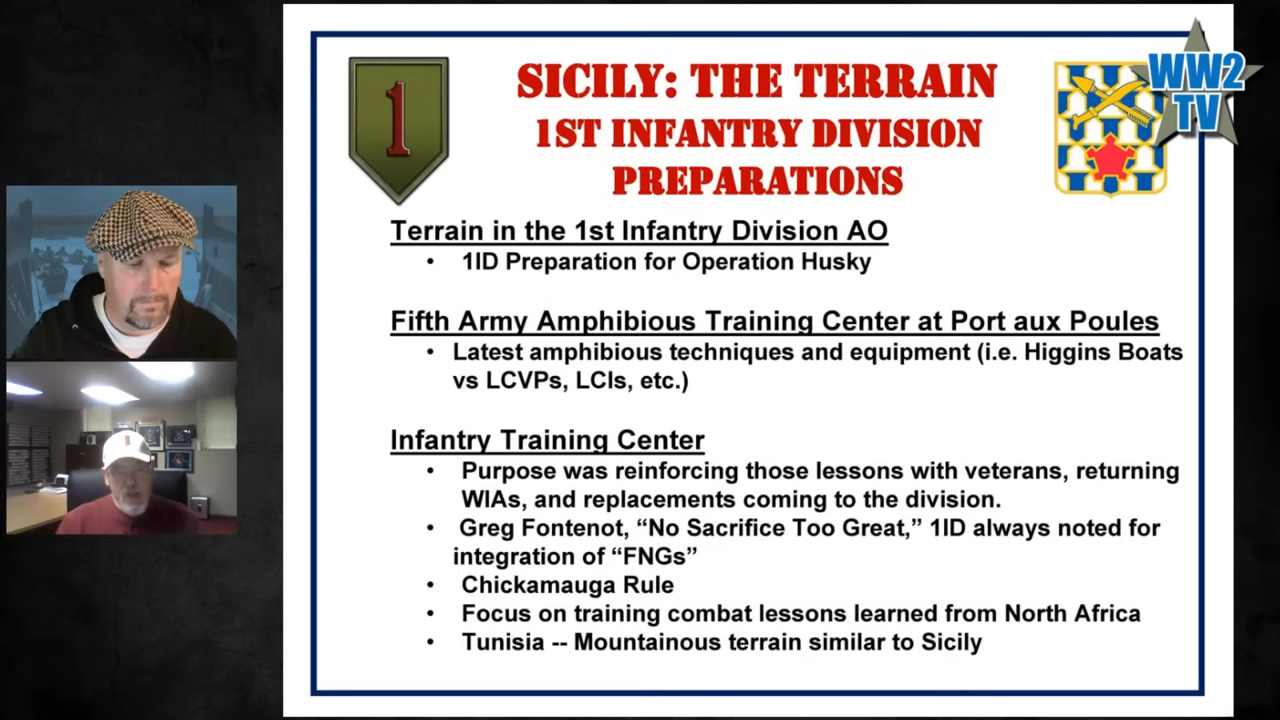 SICILY: THE TERRAIN
1ST INFANTRY DIVISION
PREPARATIONS
1
WW2
TV
Terrain in the 1st Infantry Division AO
• 1ID Preparation for Operation Husky
Fifth Army Amphibious Training Center at Port aux Poules
• Latest amphibious techniques and equipment (i.e. Higgins Boats
vs LCVPs, LCIs, etc.)
Infantry Training Center
• Purpose was reinforcing those lessons with veterans, returning
WIAs, and replacements coming to the division.
• Greg Fontenot, “No Sacrifice Too Great,” 1ID always noted for
integration of “FNGs”
• Chickamauga Rule
• Focus on training combat lessons learned from North Africa
• Tunisia -- Mountainous terrain similar to Sicily